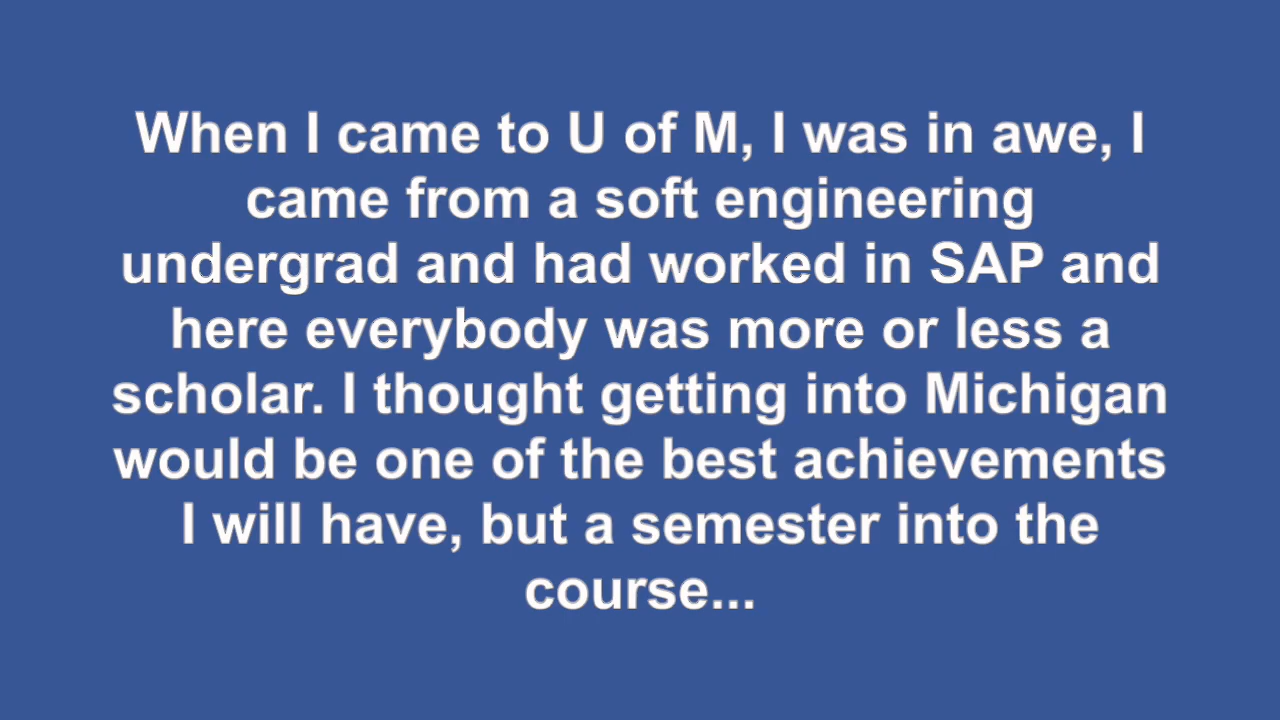 When I came to U of M, I was in awe, I
came from a soft engineering
undergrad and had worked in SAP and
here everybody was more or less a
scholar. I thought getting into Michigan
would be one of the best achievements
I will have, but a semester into the
course...